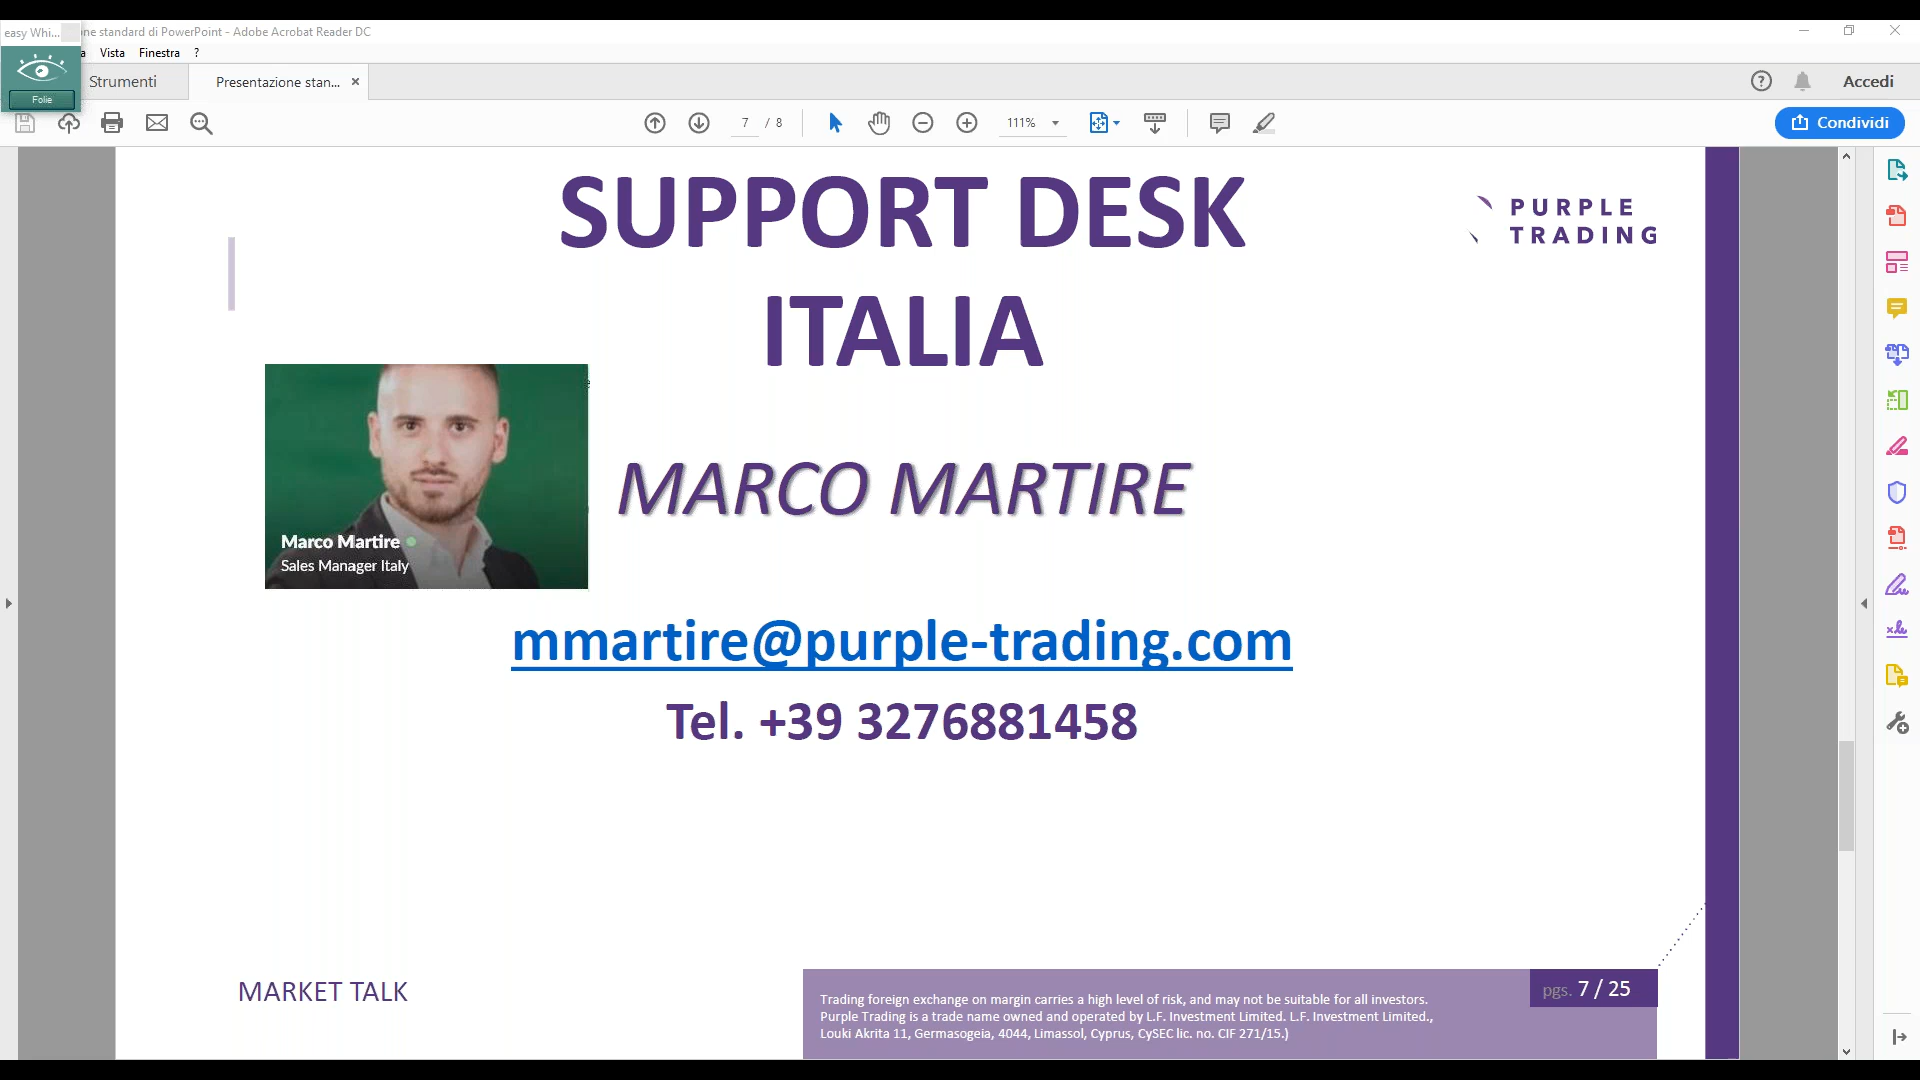 easy Whi...
ne standard di PowerPoint - Adobe Acrobat Reader DC
a Vista Finestra ?
Folie
Strumenti
Presentazione stan... ×
Accedi
7 / 8
111%
Condividi
SUPPORT DESK
ITALIA
PURPLE
TRADING
MARCO MARTIRE
Marco Martire
Sales Manager Italy
mmartire@purple-trading.com
Tel. +39 3276881458
MARKET TALK
Trading foreign exchange on margin carries a high level of risk, and may not be suitable for all investors.
Purple Trading is a trade name owned and operated by L.F. Investment Limited. L.F. Investment Limited.,
Louki Akrita 11, Germasogeia, 4044, Limassol, Cyprus, CySEC lic. no. CIF 271/15.)
pgs. 7 / 25